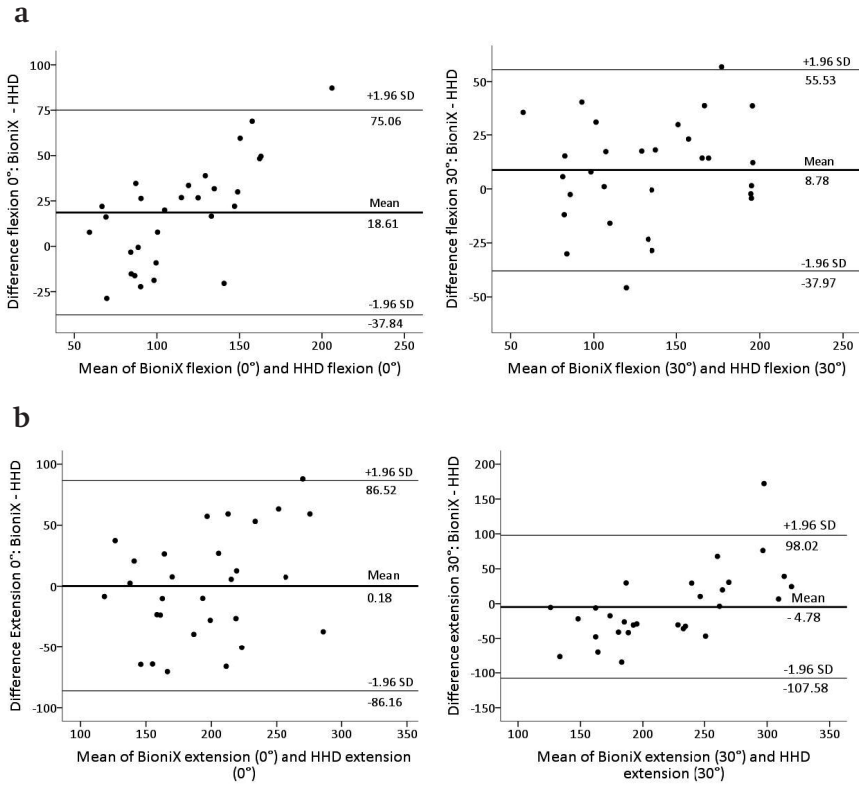 a
Difference flexion 0°: BioniX - HHD
100
75
50
25
0
-25
+1.96 SD
75.06
Mean
18.61
-1.96 SD
-37.84
50
100
150
200
250
Mean of BioniX flexion (0°) and HHD flexion (0°)
Difference flexion 30°: BioniX - HHD
50
25
0
-25
-50
+1.96 SD
55.53
Mean
8.78
-1.96 SD
-37.97
50
100
150
200
250
Mean of BioniX flexion (30°) and HHD flexion (30°)
b
Difference Extension 0°: BioniX - HHD
100
50
0
-50
-100
+1.96 SD
86.52
Mean
0.18
-1.96 SD
-86.16
100
150
200
250
300
350
Mean of BioniX extension (0°) and HHD extension
(0°)
Difference extension 30°: BioniX - HHD
200
150
100
50
0
-50
-100
-150
+1.96 SD
98.02
Mean
- 4.78
-1.96 SD
-107.58
100
150
200
250
300
350
Mean of BioniX extension (30°) and HHD
extension (30°)